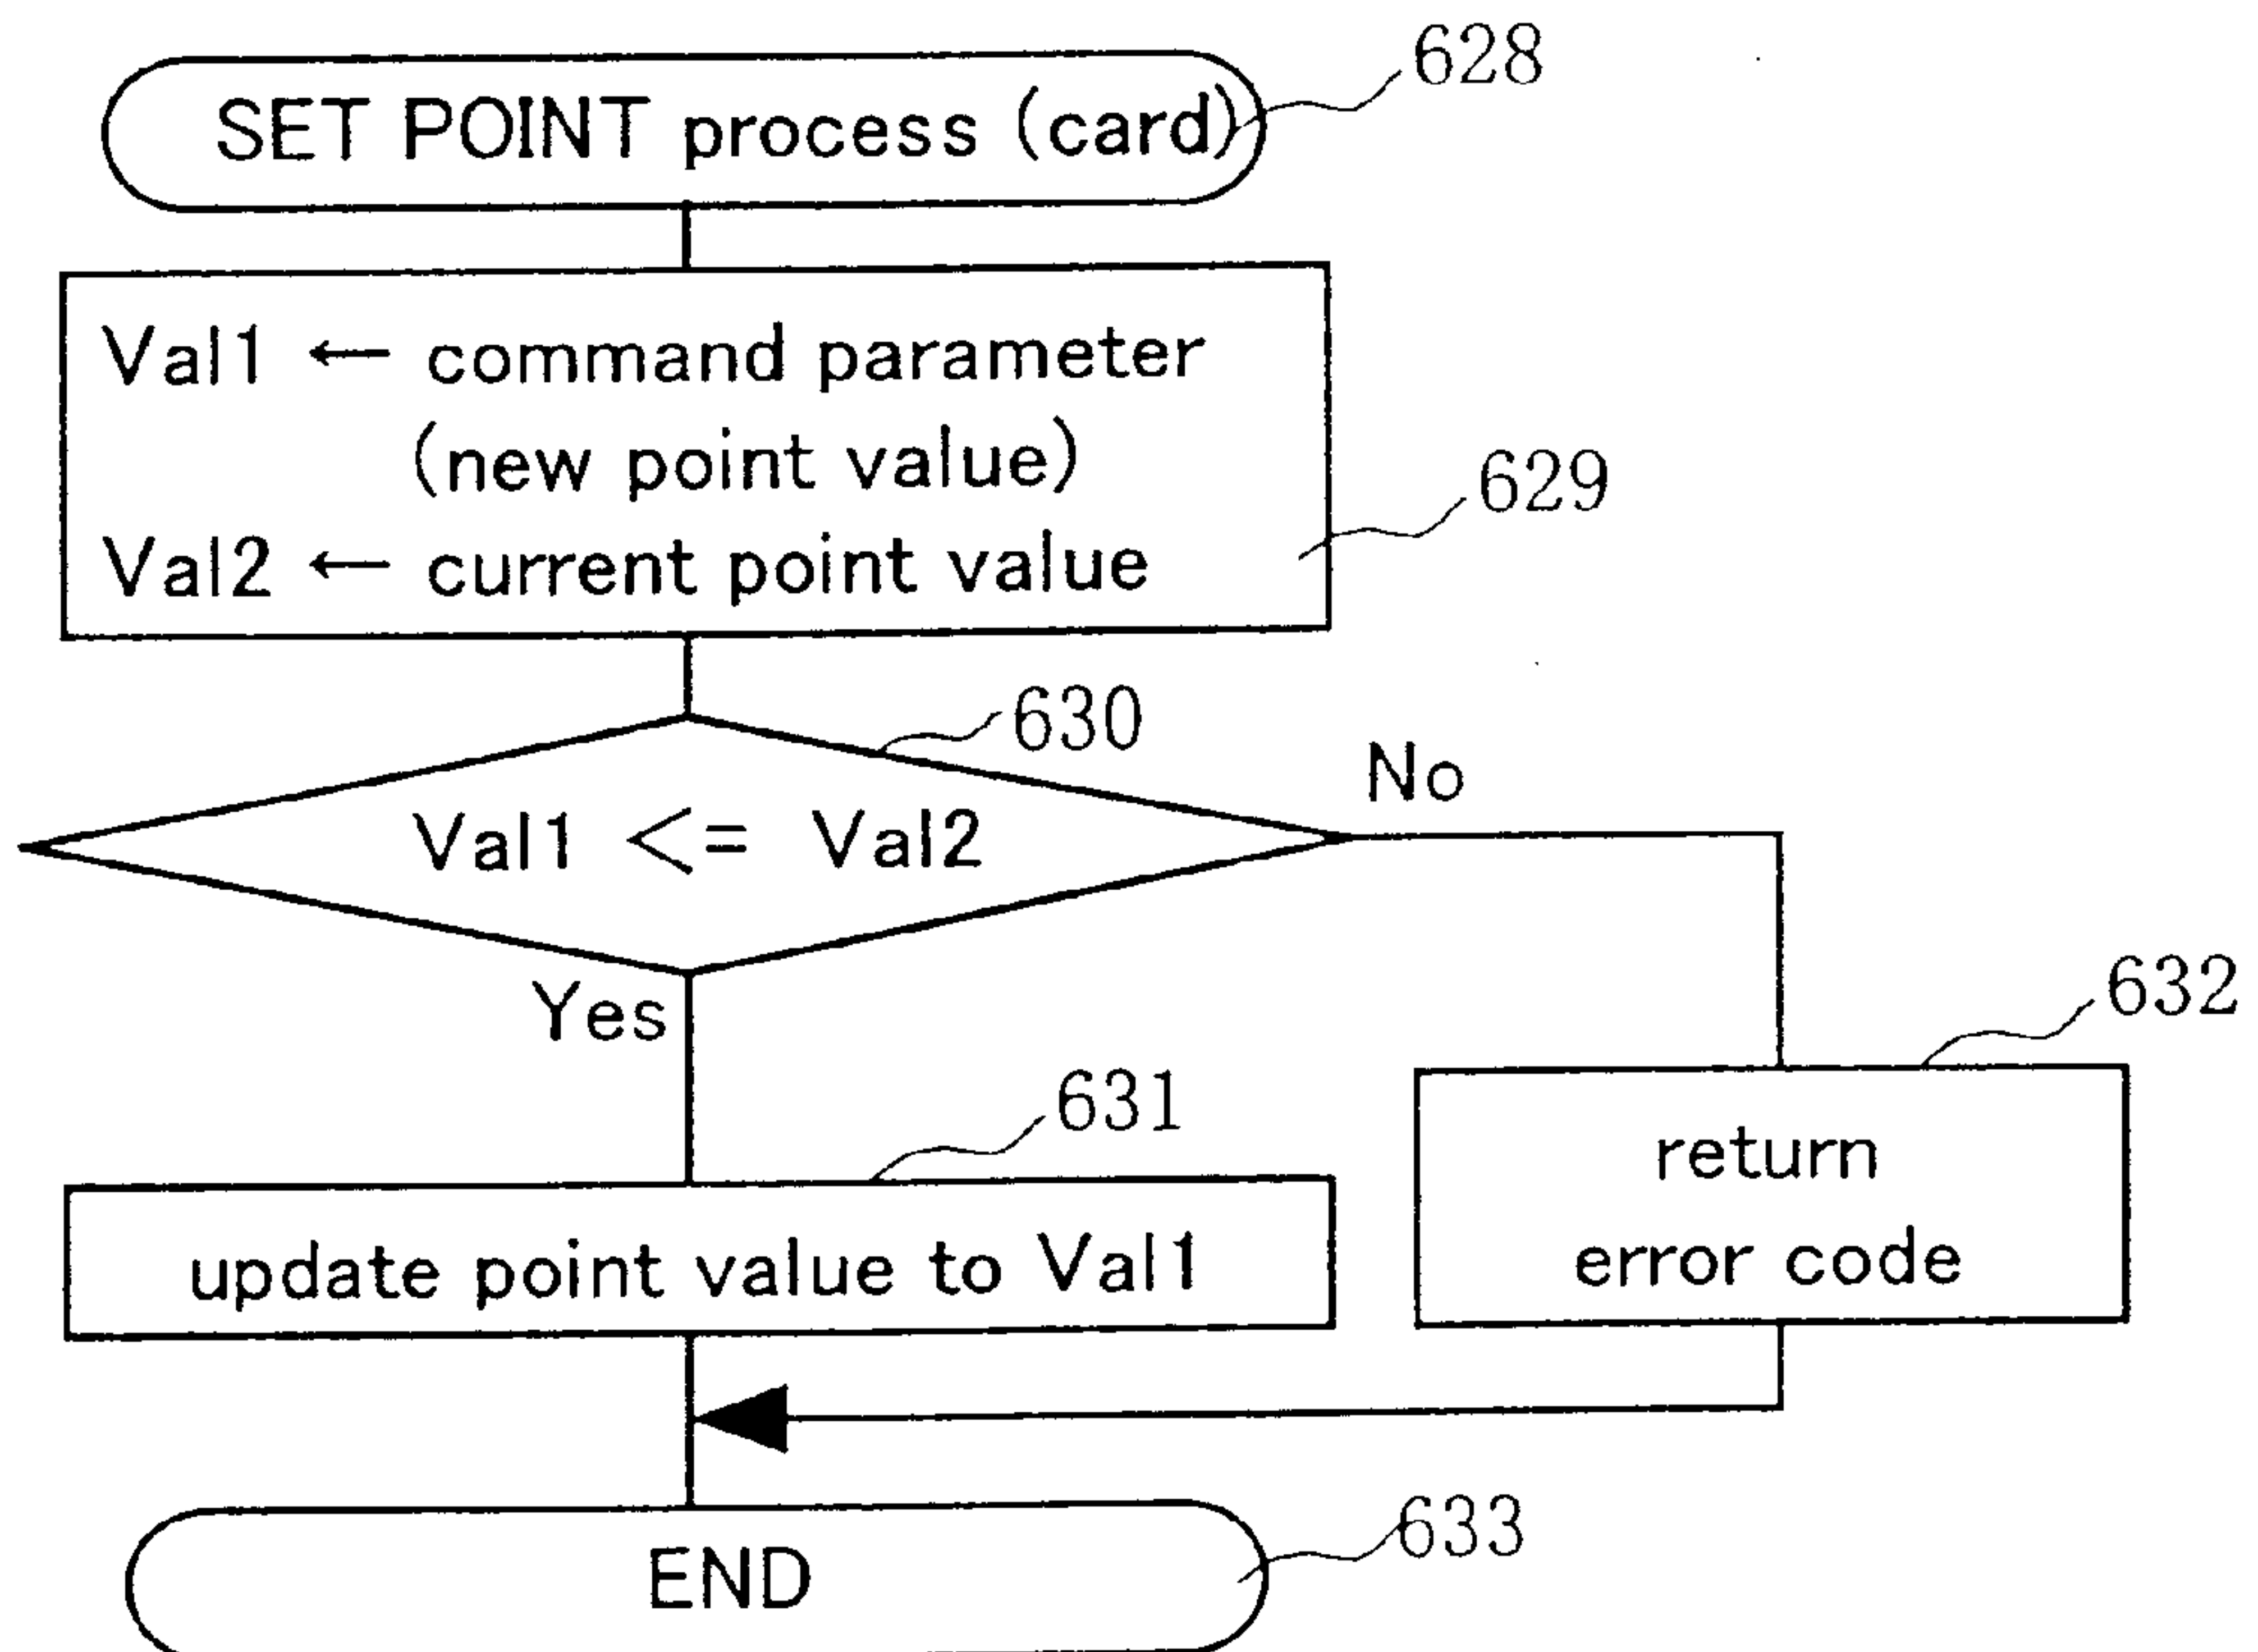 628
SET POINT process (card)
Val1 ← command parameter
(new point value)
629
Val2 ← current point value
630
No
Val1 <= Val2
Yes
632
631
return
error code
update point value to Val1
633
END